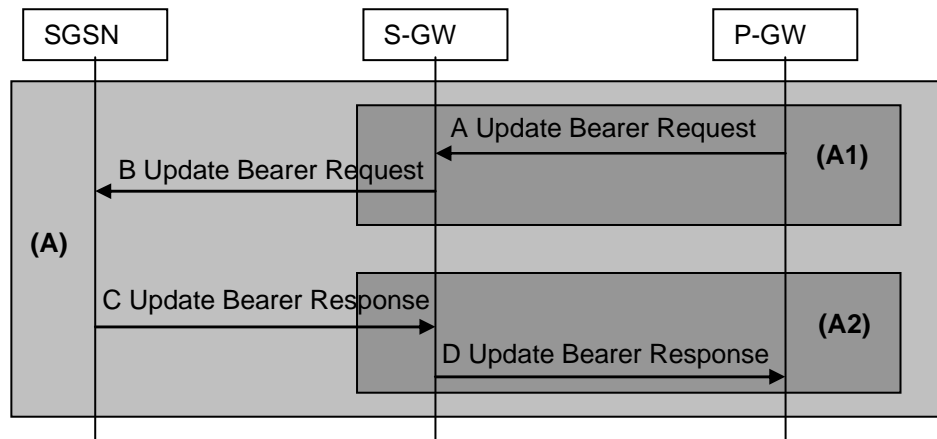 SGSN
S-GW
P-GW
A Update Bearer Request
(A1)
B Update Bearer Request
(A)
C Update Bearer Response
(A2)
D Update Bearer Response